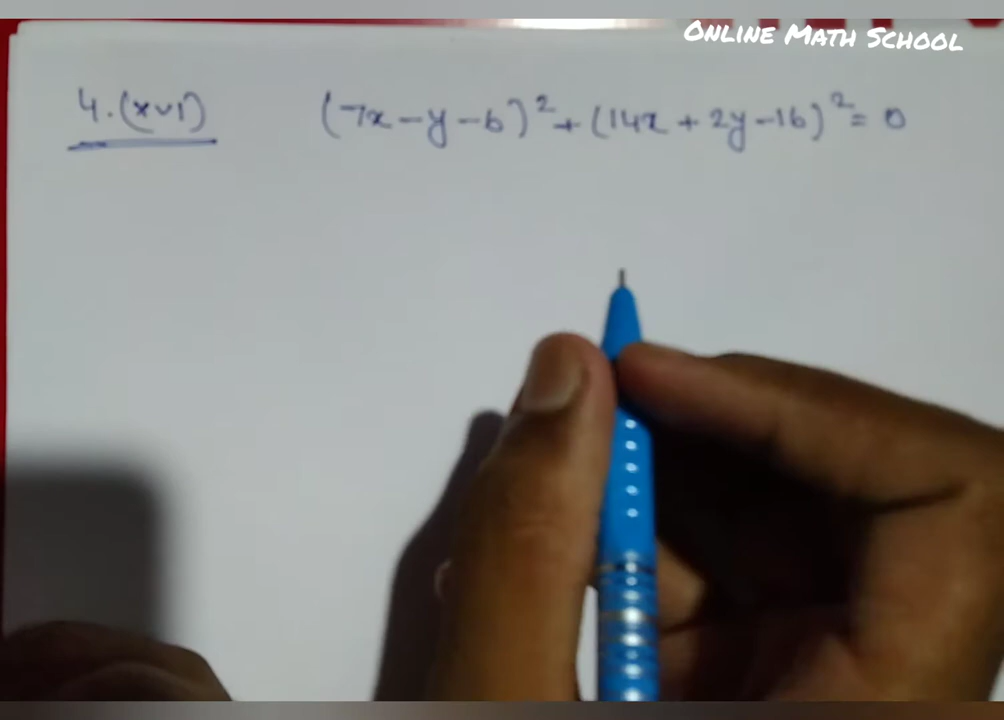 ONLINE MATH SCHOOL
4.(xvi) (7x-y-6)²+(14x+2y-16)²=0